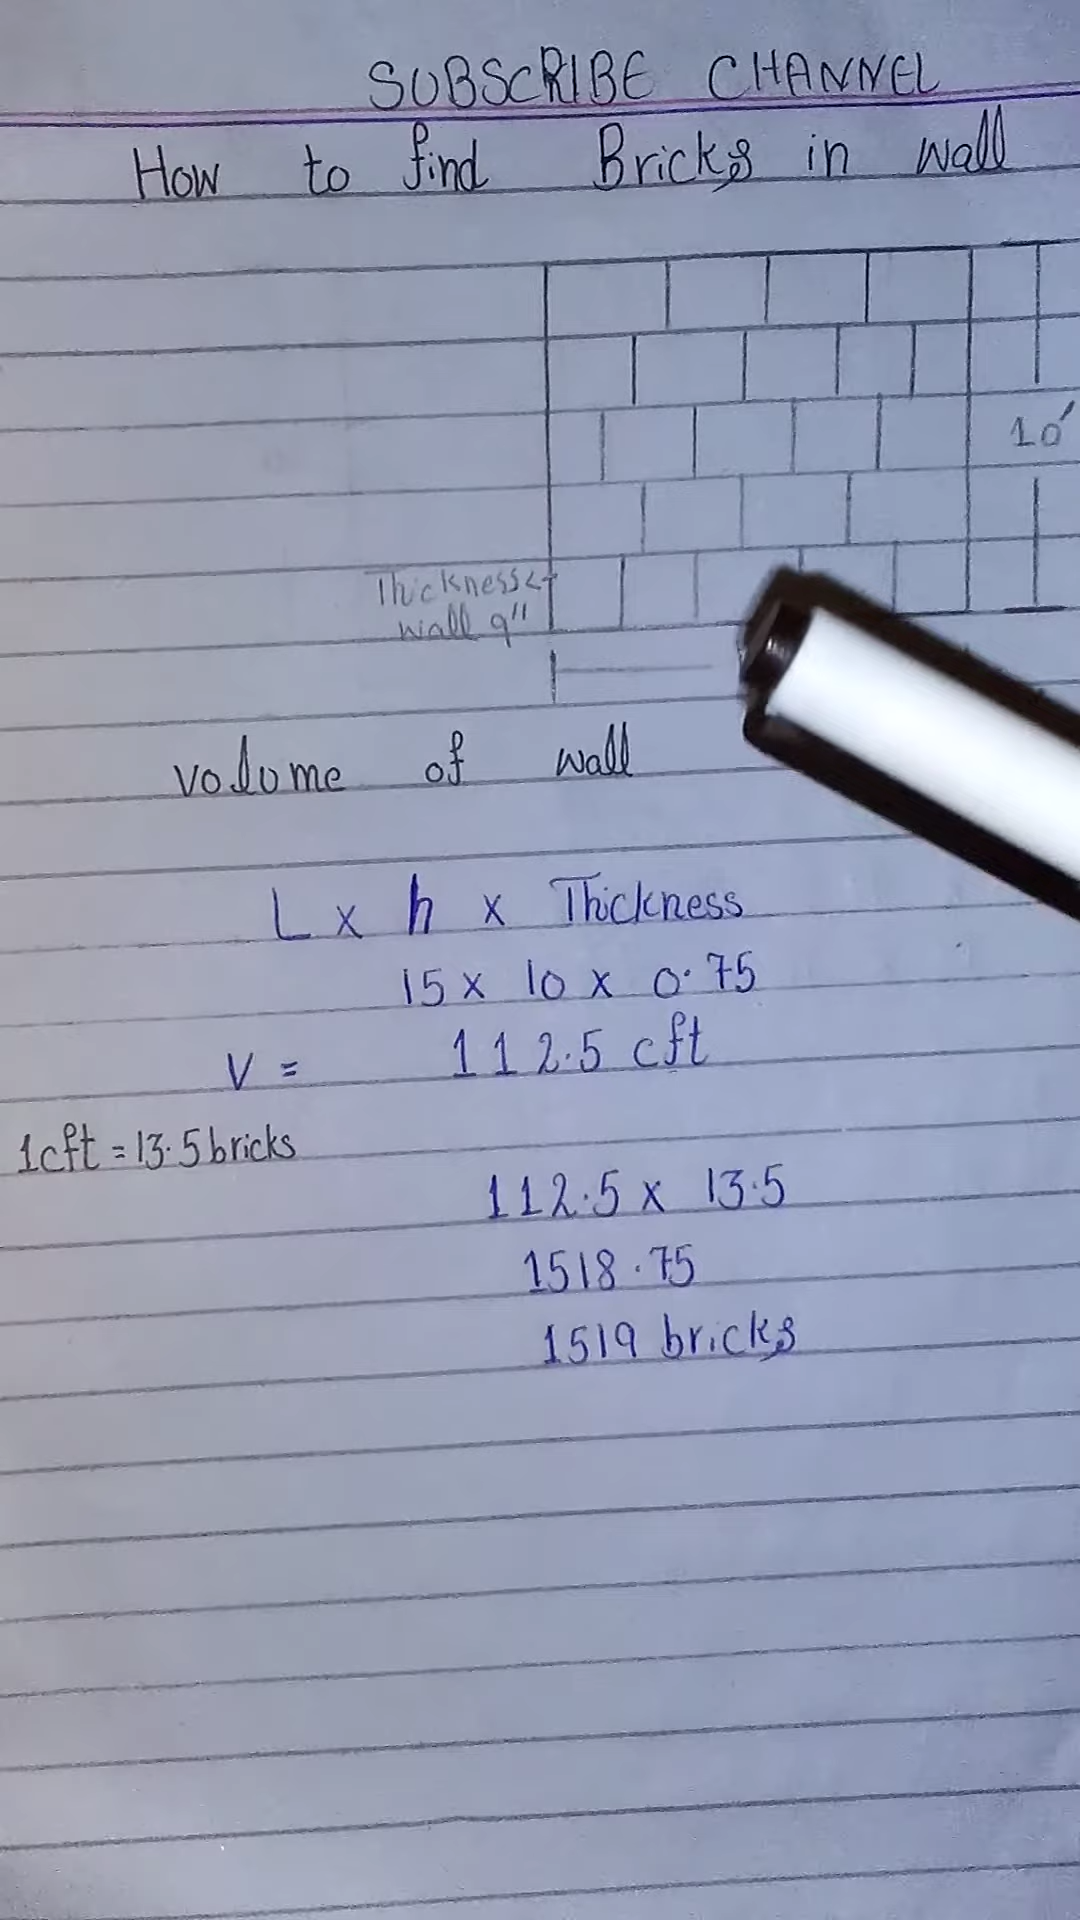 SUBSCRIBE CHANNEL
How to find Bricks in wall
10'
Thickness
wall 9"
volume of wall
L x h x Thickness
15 x 10 x 0.75
V = 112.5 cft
1cft = 13.5 bricks
112.5 x 13.5
1518.75
1519 bricks